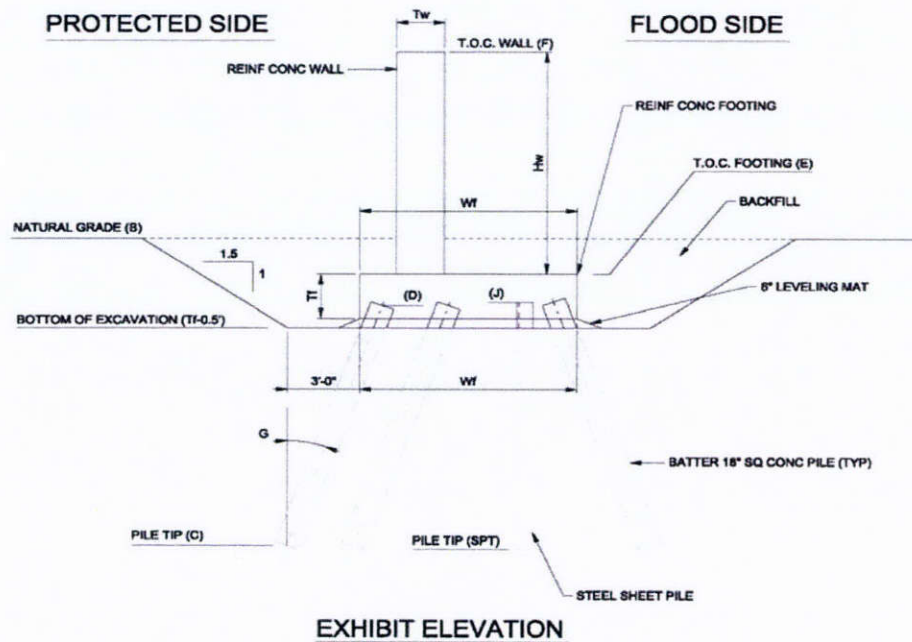 PROTECTED SIDE
Tw
FLOOD SIDE
T.O.C. WALL (F)
REINF CONC WALL
REINF CONC FOOTING
Hw
T.O.C. FOOTING (E)
Wf
BACKFILL
NATURAL GRADE (B)
1.5
1
Tf
(D)
(J)
6" LEVELING MAT
BOTTOM OF EXCAVATION (Tf-0.5')
3'-0"
Wf
G
BATTER 18" SQ CONC PILE (TYP)
PILE TIP (C)
PILE TIP (SPT)
STEEL SHEET PILE
EXHIBIT ELEVATION